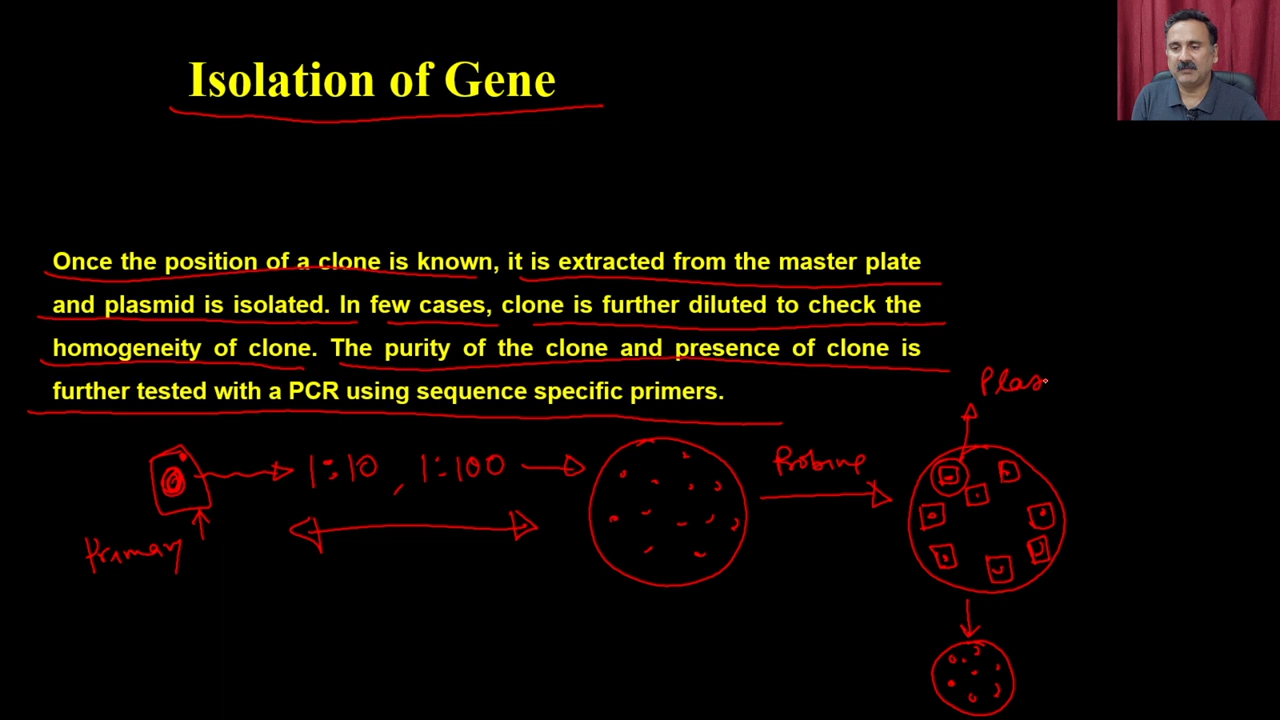 Isolation of Gene
Once the position of a clone is known, it is extracted from the master plate
and plasmid is isolated. In few cases, clone is further diluted to check the
homogeneity of clone. The purity of the clone and presence of clone is
further tested with a PCR using sequence specific primers.
Plas
1:10, 1:100
Probing
Primary